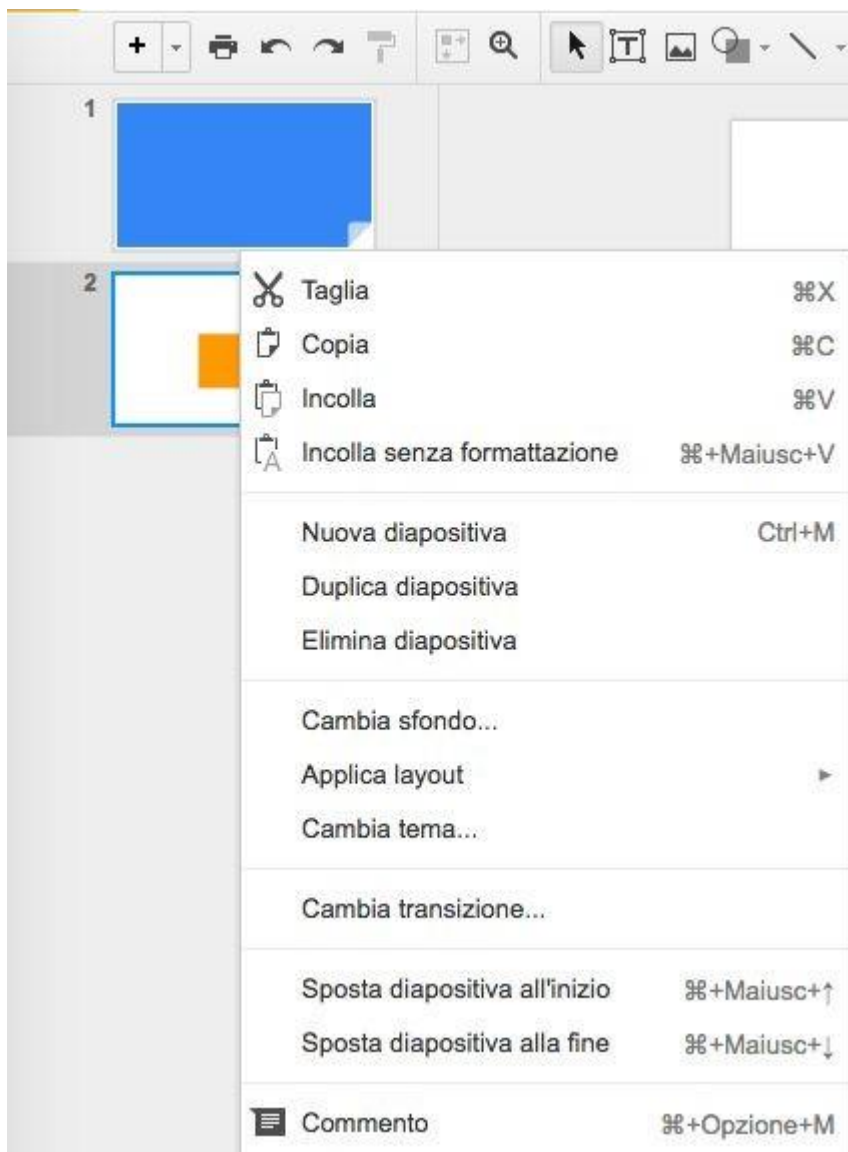 1
2
Taglia ⌘X
Copia ⌘C
Incolla ⌘V
Incolla senza formattazione ⌘+Maiusc+V
Nuova diapositiva Ctrl+M
Duplica diapositiva
Elimina diapositiva
Cambia sfondo...
Applica layout
Cambia tema...
Cambia transizione...
Sposta diapositiva all'inizio ⌘+Maiusc+↑
Sposta diapositiva alla fine ⌘+Maiusc+↓
Commento ⌘+Opzione+M